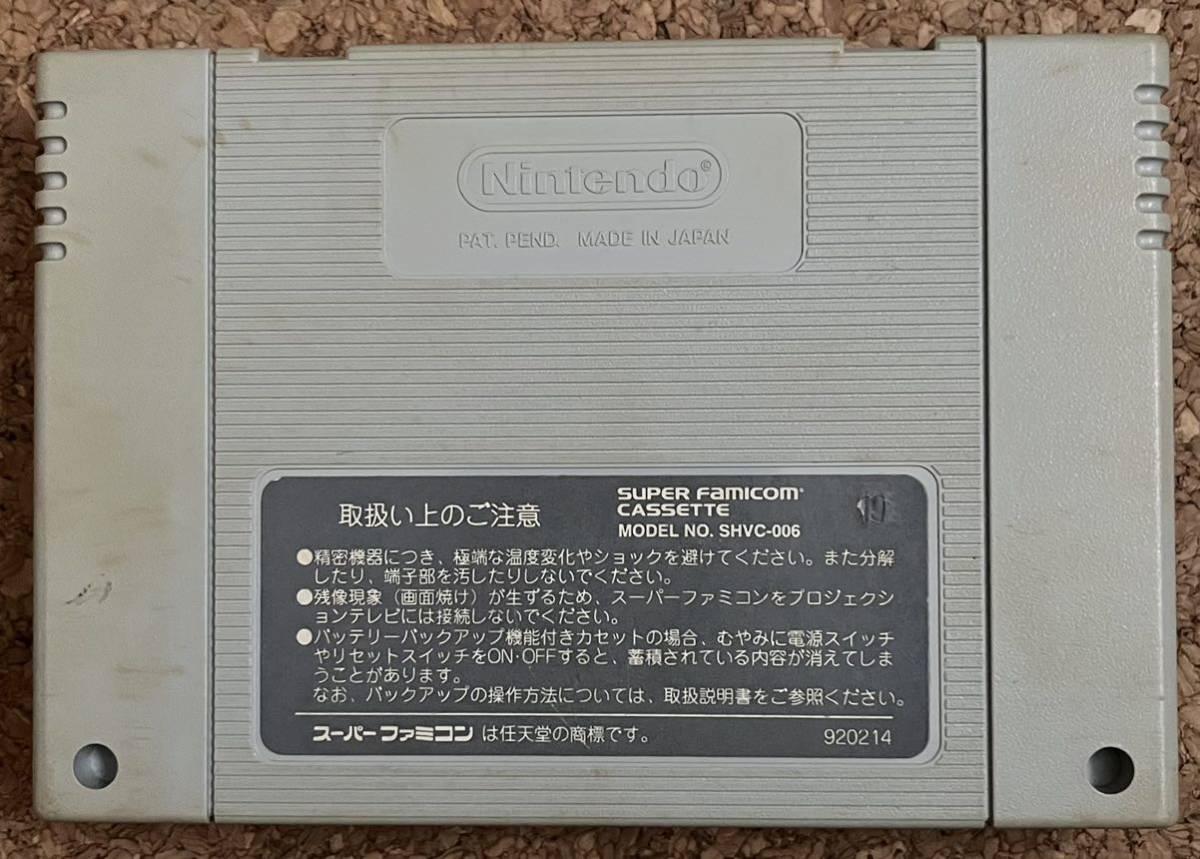 Nintendo®
PAT. PEND. MADE IN JAPAN
取扱い上のご注意
SUPER FAMICOM
CASSETTE
MODEL NO. SHVC-006
19
●精密機器につき、極端な温度変化やショックを避けてください。また分解
したり、端子部を汚したりしないでください。
●残像現象（画面焼け）が生ずるため、スーパーファミコンをプロジェクシ
ョンテレビには接続しないでください。
●バッテリーバックアップ機能付きカセットの場合、むやみに電源スイッチ
やリセットスイッチをON·OFFすると、蓄積されている内容が消えてしま
うことがあります。
なお、バックアップの操作方法については、取扱説明書をご参照ください。
スーパーファミコンは任天堂の商標です。
920214